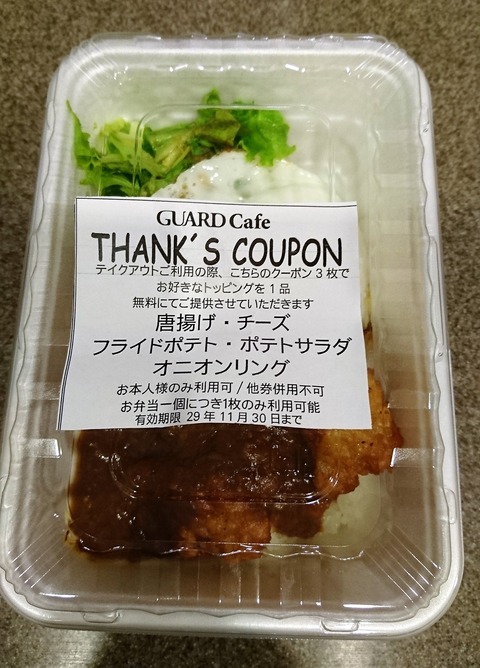 GUARD Cafe
THANK´S COUPON
テイクアウトご利用の際、こちらのクーポン3枚で
お好きなトッピングを1品
無料にてご提供させていただきます
唐揚げ・チーズ
フライドポテト・ポテトサラダ
オニオンリング
お本人様のみ利用可/他券併用不可
お弁当一個につき1枚のみ利用可能
有効期限 29年11月30日まで